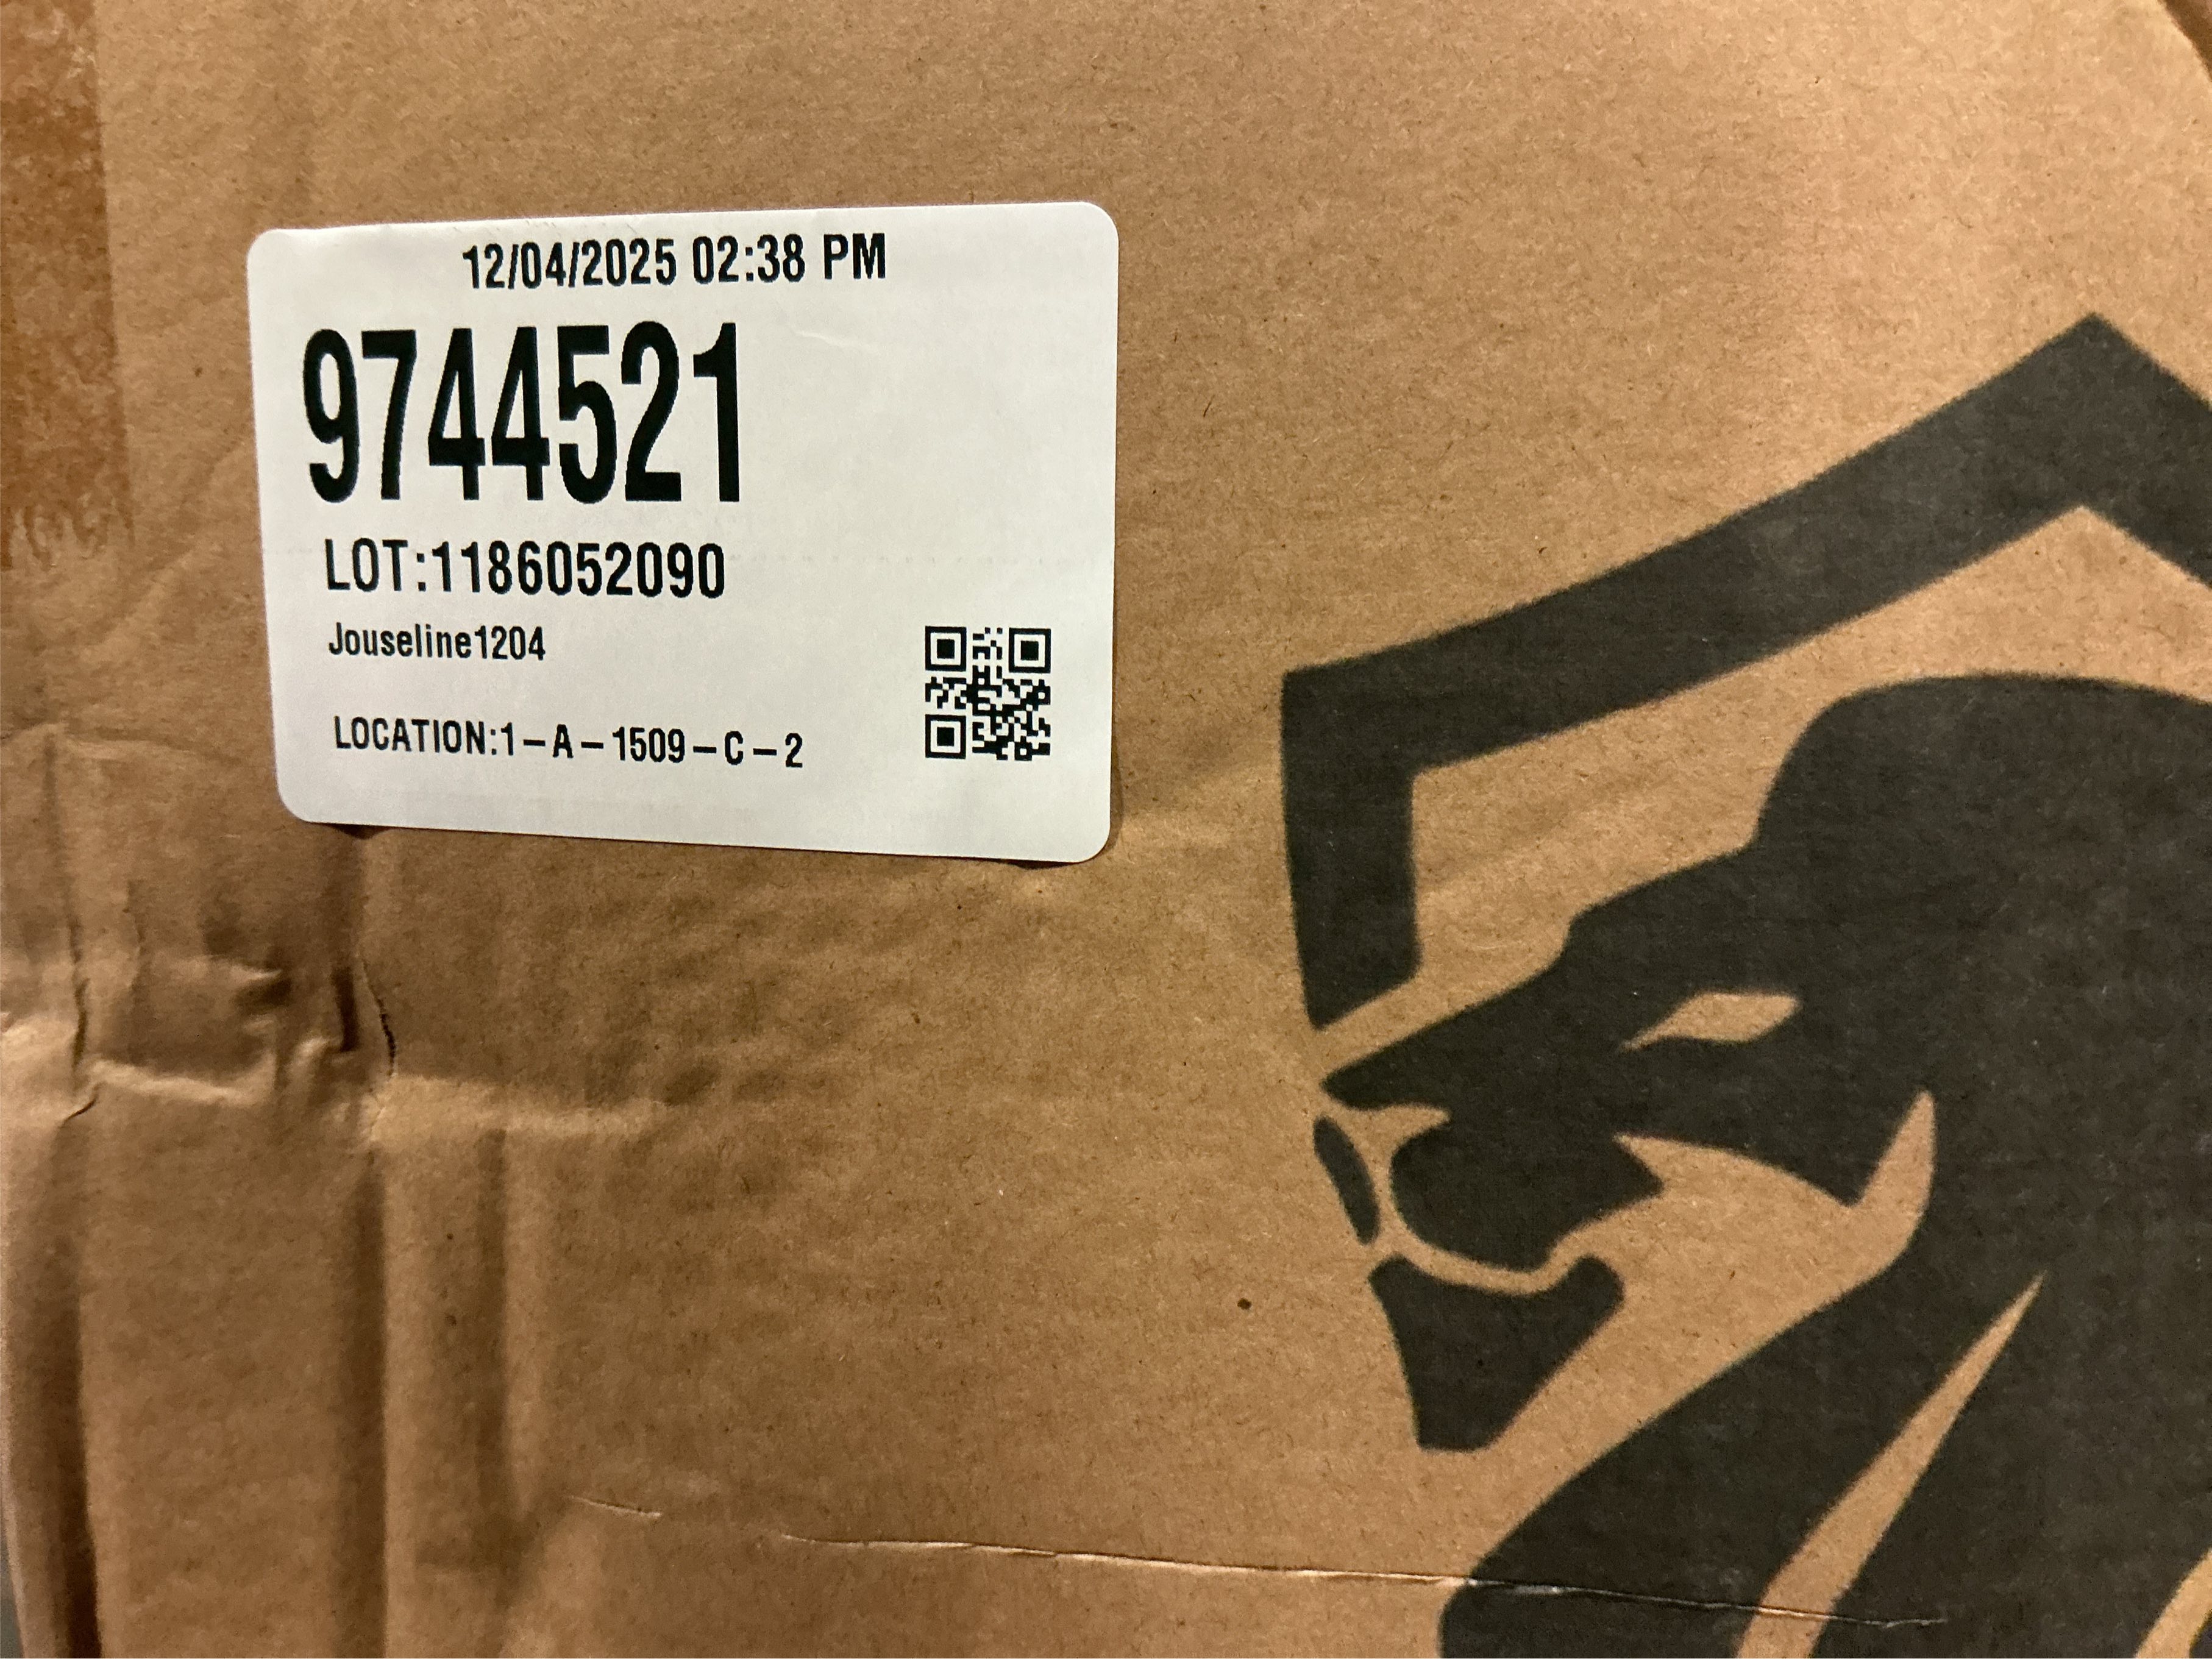 12/04/2025 02:38 PM
9744521
LOT:1186052090
Jouseline1204
LOCATION:1-A-1509-C-2